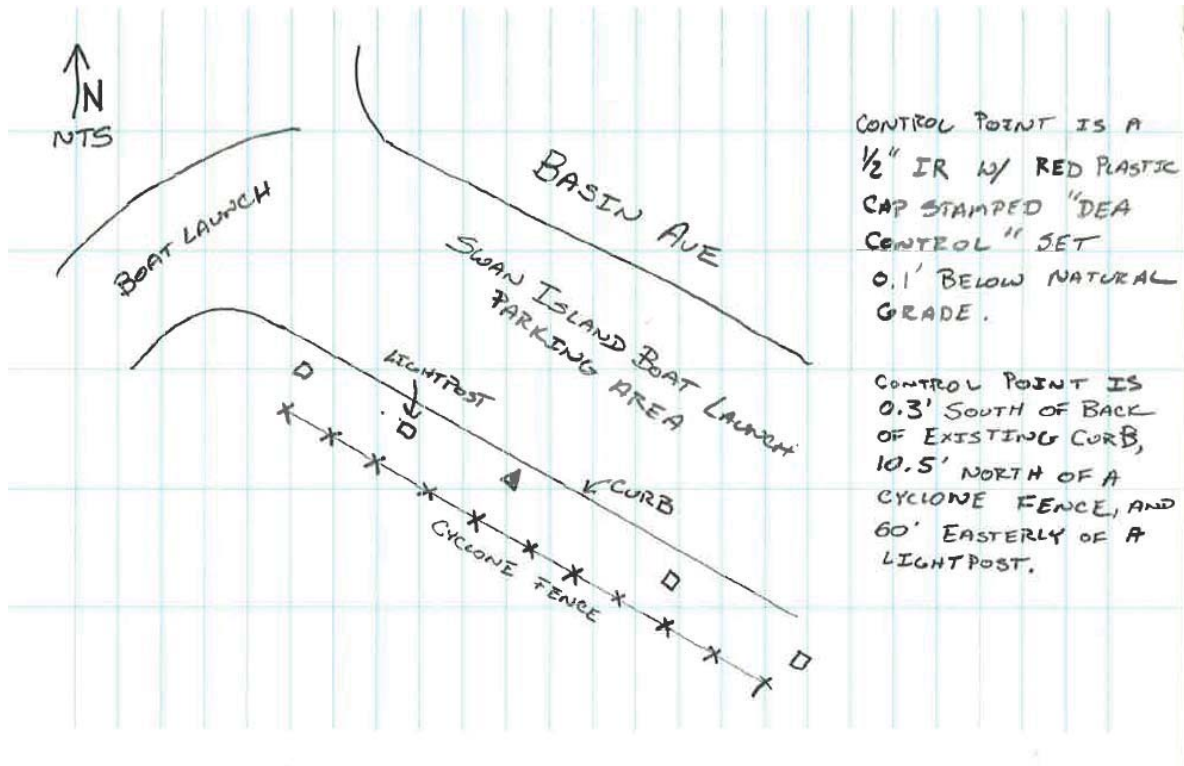 N
NTS
BOAT LAUNCH
BASIN AVE
SWAN ISLAND BOAT LAUNCH
PARKING AREA
LIGHTPOST
CURB
CYCLONE FENCE
CONTROL POINT IS A
1/2" IR W/ RED PLASTIC
CAP STAMPED "DEA
CONTROL" SET
0.1' BELOW NATURAL
GRADE.
CONTROL POINT IS
0.3' SOUTH OF BACK
OF EXISTING CURB,
10.5' NORTH OF A
CYCLONE FENCE, AND
60' EASTERLY OF A
LIGHTPOST.